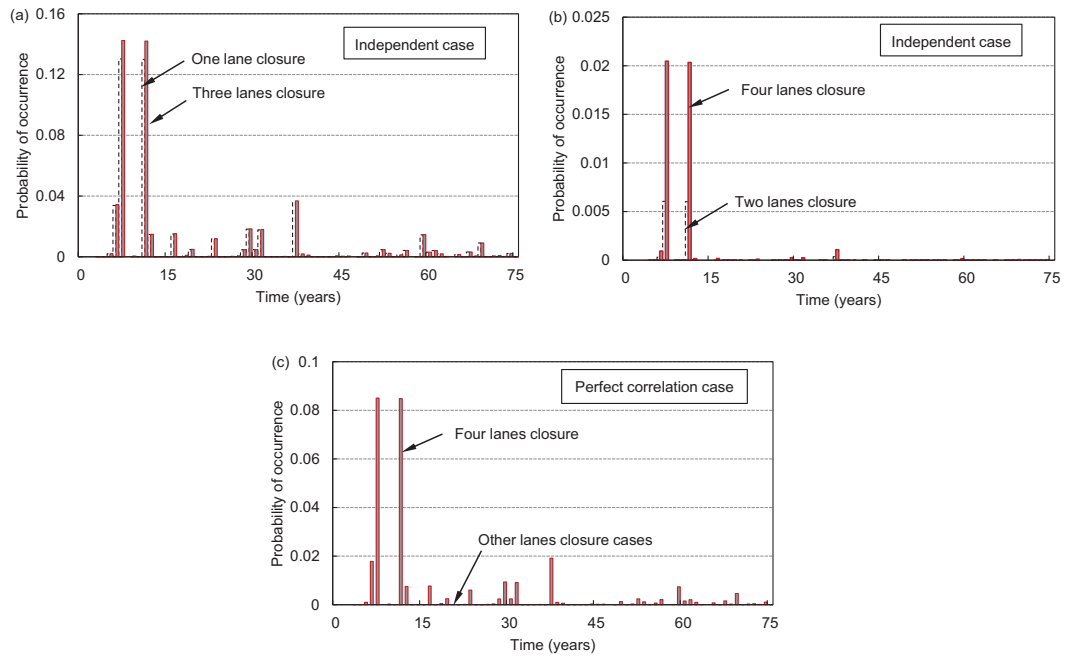 (a)
0.16
0.12
0.08
0.04
0
Probability of occurrence
Independent case
One lane closure
Three lanes closure
0 15 30 45 60 75
Time (years)
(b)
0.025
0.02
0.015
0.01
0.005
0
Probability of occurrence
Independent case
Four lanes closure
Two lanes closure
0 15 30 45 60 75
Time (years)
(c)
0.1
0.08
0.06
0.04
0.02
0
Probability of occurrence
Perfect correlation case
Four lanes closure
Other lanes closure cases
0 15 30 45 60 75
Time (years)